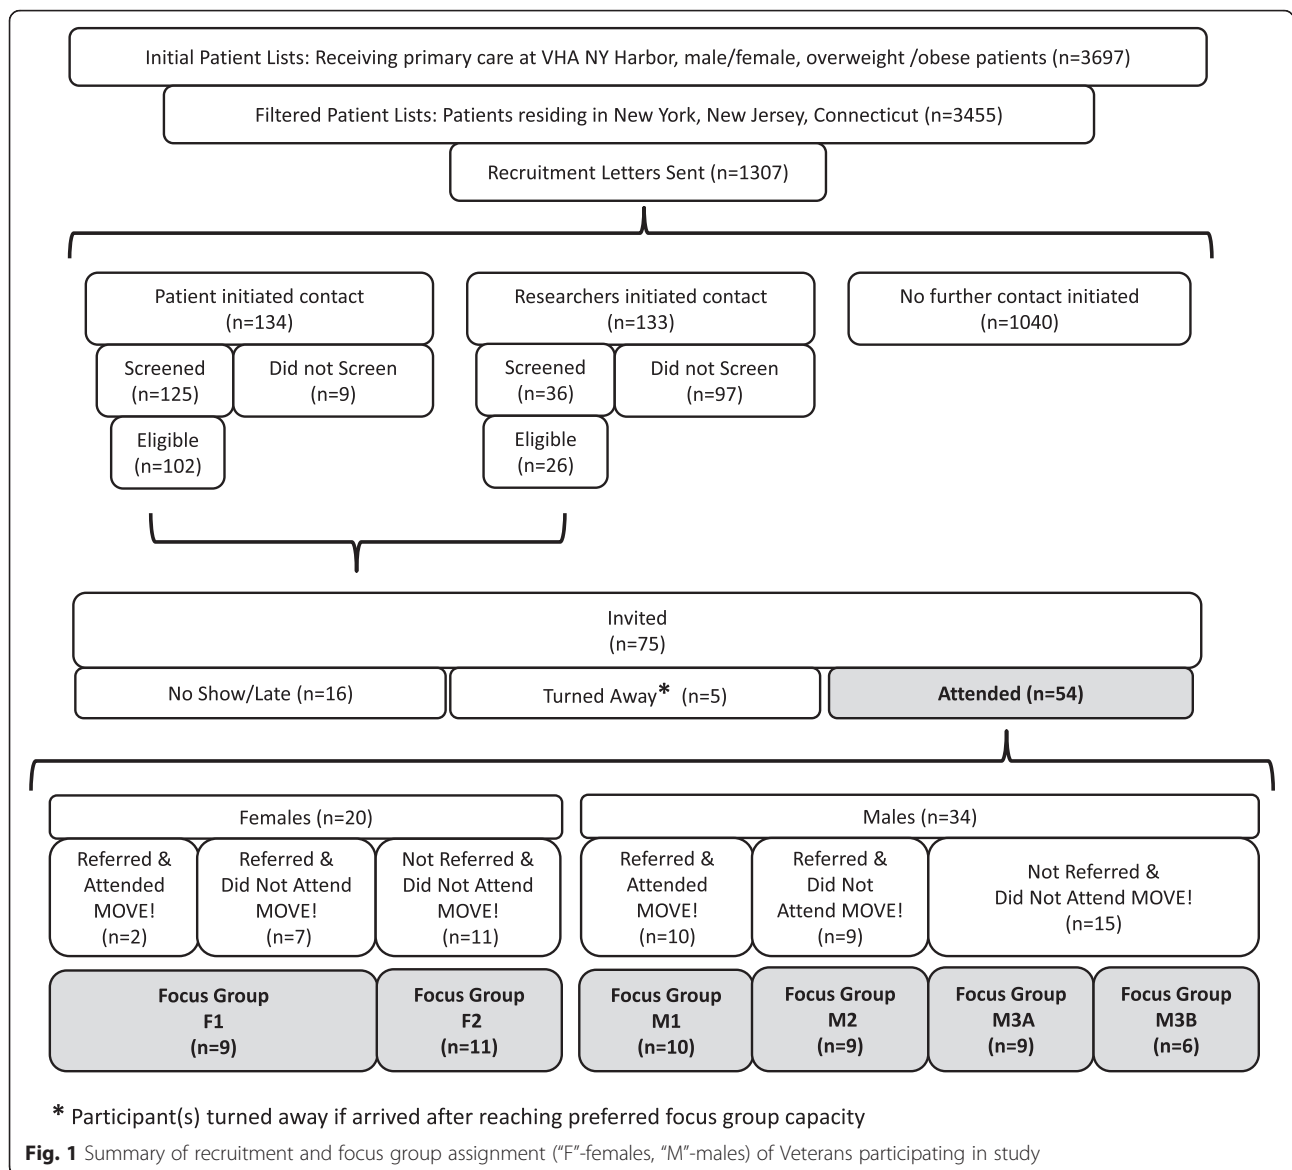 Initial Patient Lists: Receiving primary care at VHA NY Harbor, male/female, overweight /obese patients (n=3697)
Filtered Patient Lists: Patients residing in New York, New Jersey, Connecticut (n=3455)
Recruitment Letters Sent (n=1307)
Patient initiated contact
(n=134)
Researchers initiated contact
(n=133)
No further contact initiated
(n=1040)
Screened
(n=125)
Did not Screen
(n=9)
Screened
(n=36)
Did not Screen
(n=97)
Eligible
(n=102)
Eligible
(n=26)
Invited
(n=75)
No Show/Late (n=16)
Turned Away* (n=5)
Attended (n=54)
Females (n=20)
Males (n=34)
Referred &
Attended
MOVE!
(n=2)
Referred &
Did Not Attend
MOVE!
(n=7)
Not Referred &
Did Not Attend
MOVE!
(n=11)
Referred &
Attended
MOVE!
(n=10)
Referred &
Did Not
Attend MOVE!
(n=9)
Not Referred &
Did Not Attend MOVE!
(n=15)
Focus Group
F1
(n=9)
Focus Group
F2
(n=11)
Focus Group
M1
(n=10)
Focus Group
M2
(n=9)
Focus Group
M3A
(n=9)
Focus Group
M3B
(n=6)
* Participant(s) turned away if arrived after reaching preferred focus group capacity
Fig. 1 Summary of recruitment and focus group assignment (“F”-females, “M”-males) of Veterans participating in study